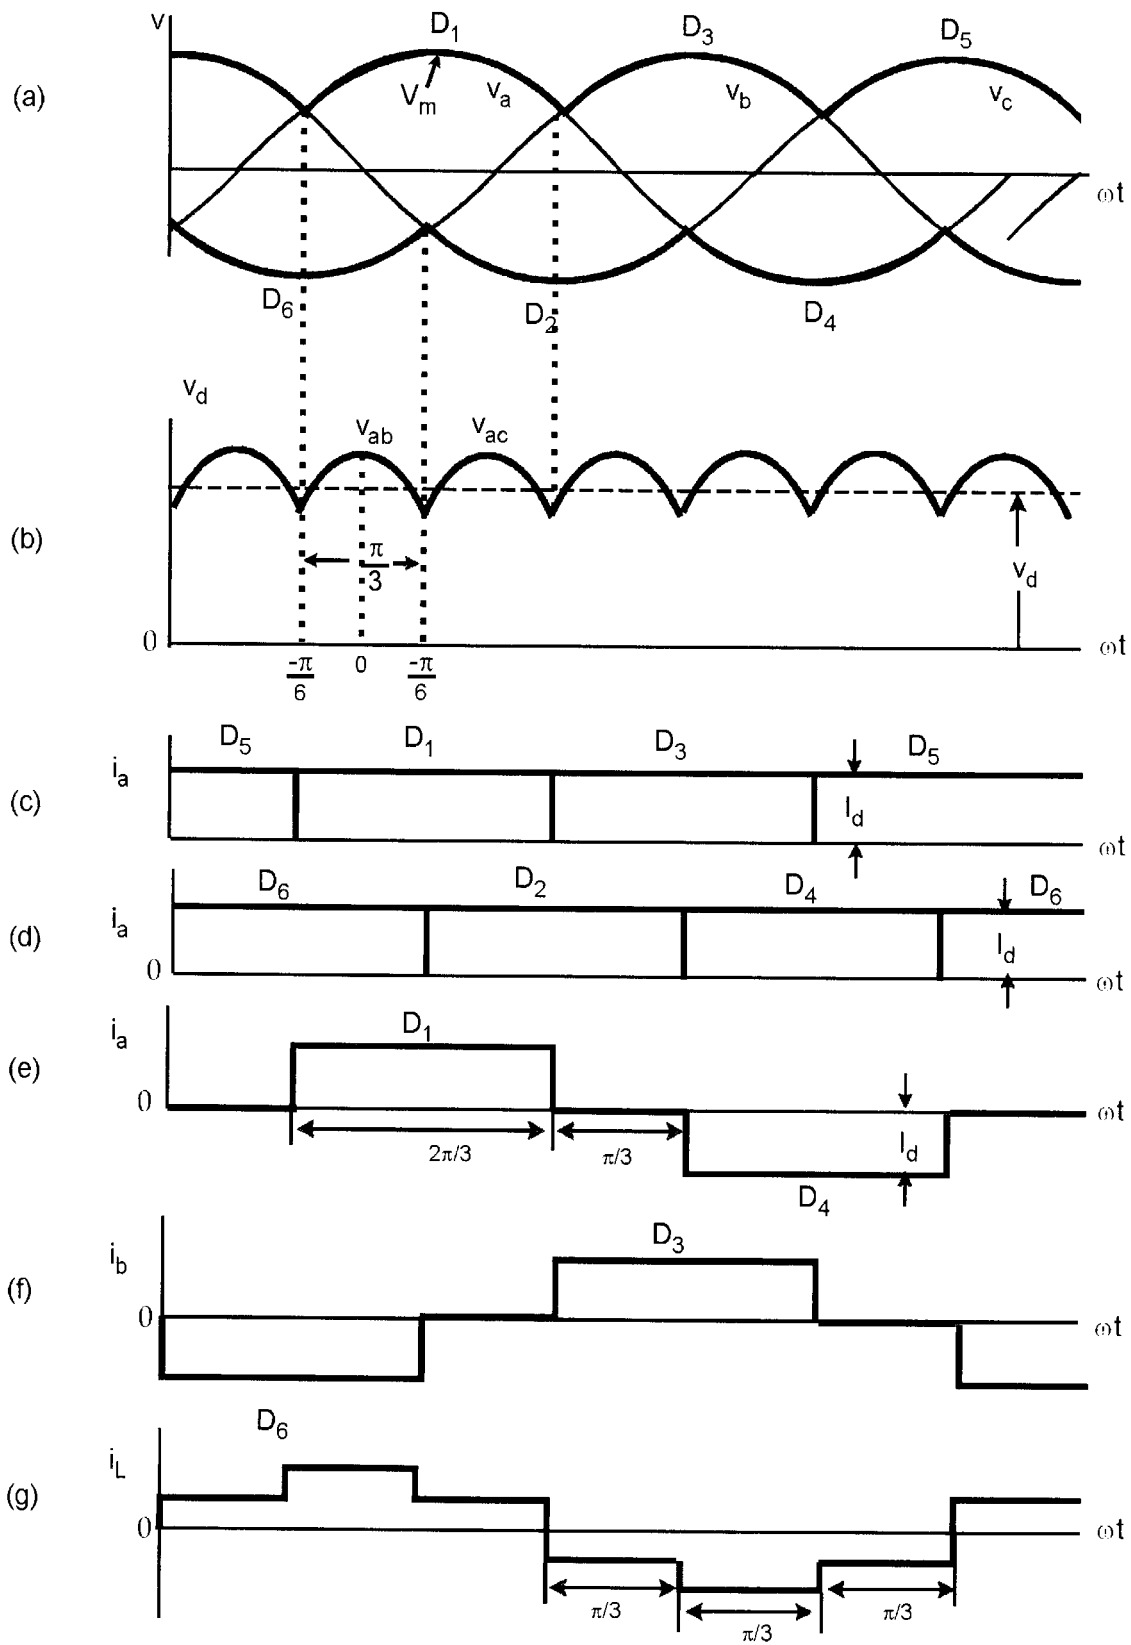 v
D1
D3
D5
(a)
Vm
va
vb
vc
ωt
D6
D2
D4
vd
vab
vac
(b)
π
3
vd
0
ωt
-π
6
0
-π
6
D5
D1
D3
D5
ia
(c)
Id
ωt
D6
D2
D4
D6
ia
(d)
Id
0
ωt
ia
D1
(e)
0
ωt
2π/3
π/3
Id
D4
ib
D3
(f)
0
ωt
D6
iL
(g)
0
ωt
π/3
π/3
π/3